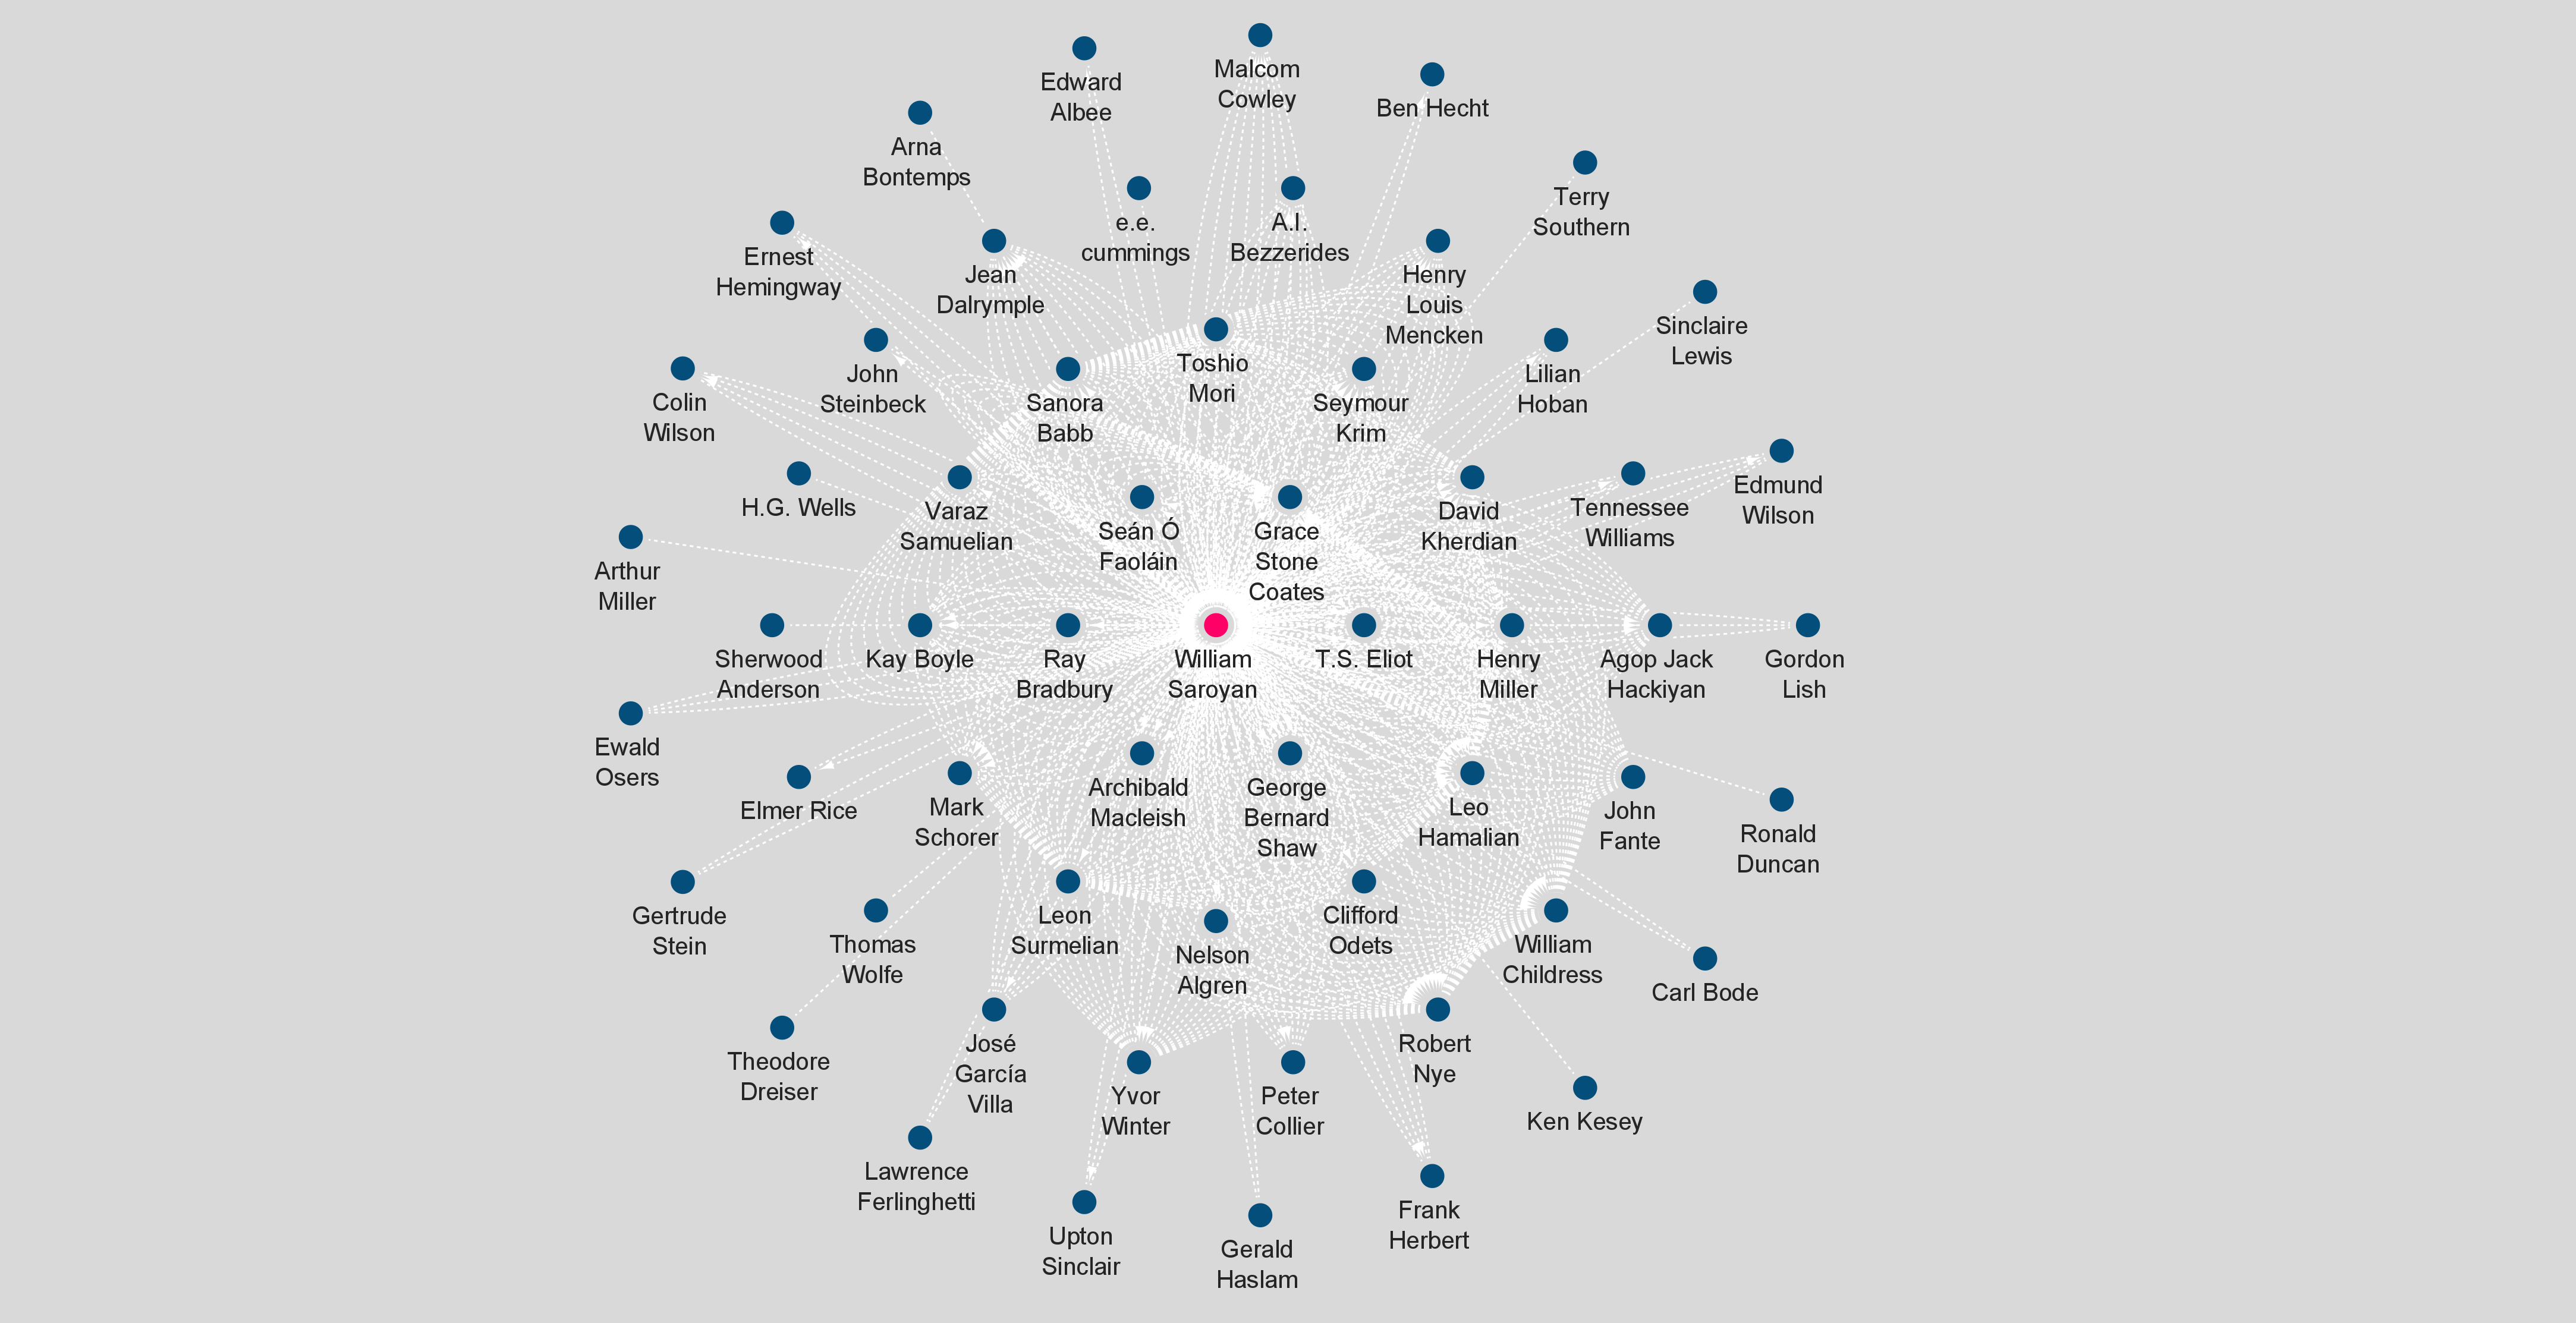 Malcom
Cowley
Edward
Albee
Ben Hecht
Arna
Bontemps
Terry
Southern
e.e.
cummings
A.I.
Bezzerides
Ernest
Hemingway
Jean
Dalrymple
Henry
Louis
Mencken
Sinclaire
Lewis
Toshio
Mori
John
Steinbeck
Lilian
Hoban
Colin
Wilson
Sanora
Babb
Seymour
Krim
Edmund
Wilson
H.G. Wells
Tennessee
Williams
Varaz
Samuelian
David
Kherdian
Seán Ó
Faoláin
Grace
Stone
Coates
Arthur
Miller
Sherwood
Anderson
Kay Boyle
Ray
Bradbury
William
Saroyan
T.S. Eliot
Henry
Miller
Agop Jack
Hackiyan
Gordon
Lish
Ewald
Osers
Archibald
Macleish
George
Bernard
Shaw
Mark
Schorer
Leo
Hamalian
Elmer Rice
John
Fante
Ronald
Duncan
Gertrude
Stein
Leon
Surmelian
Clifford
Odets
Thomas
Wolfe
William
Childress
Nelson
Algren
Carl Bode
José
García
Villa
Robert
Nye
Theodore
Dreiser
Yvor
Winter
Peter
Collier
Ken Kesey
Lawrence
Ferlinghetti
Frank
Herbert
Upton
Sinclair
Gerald
Haslam